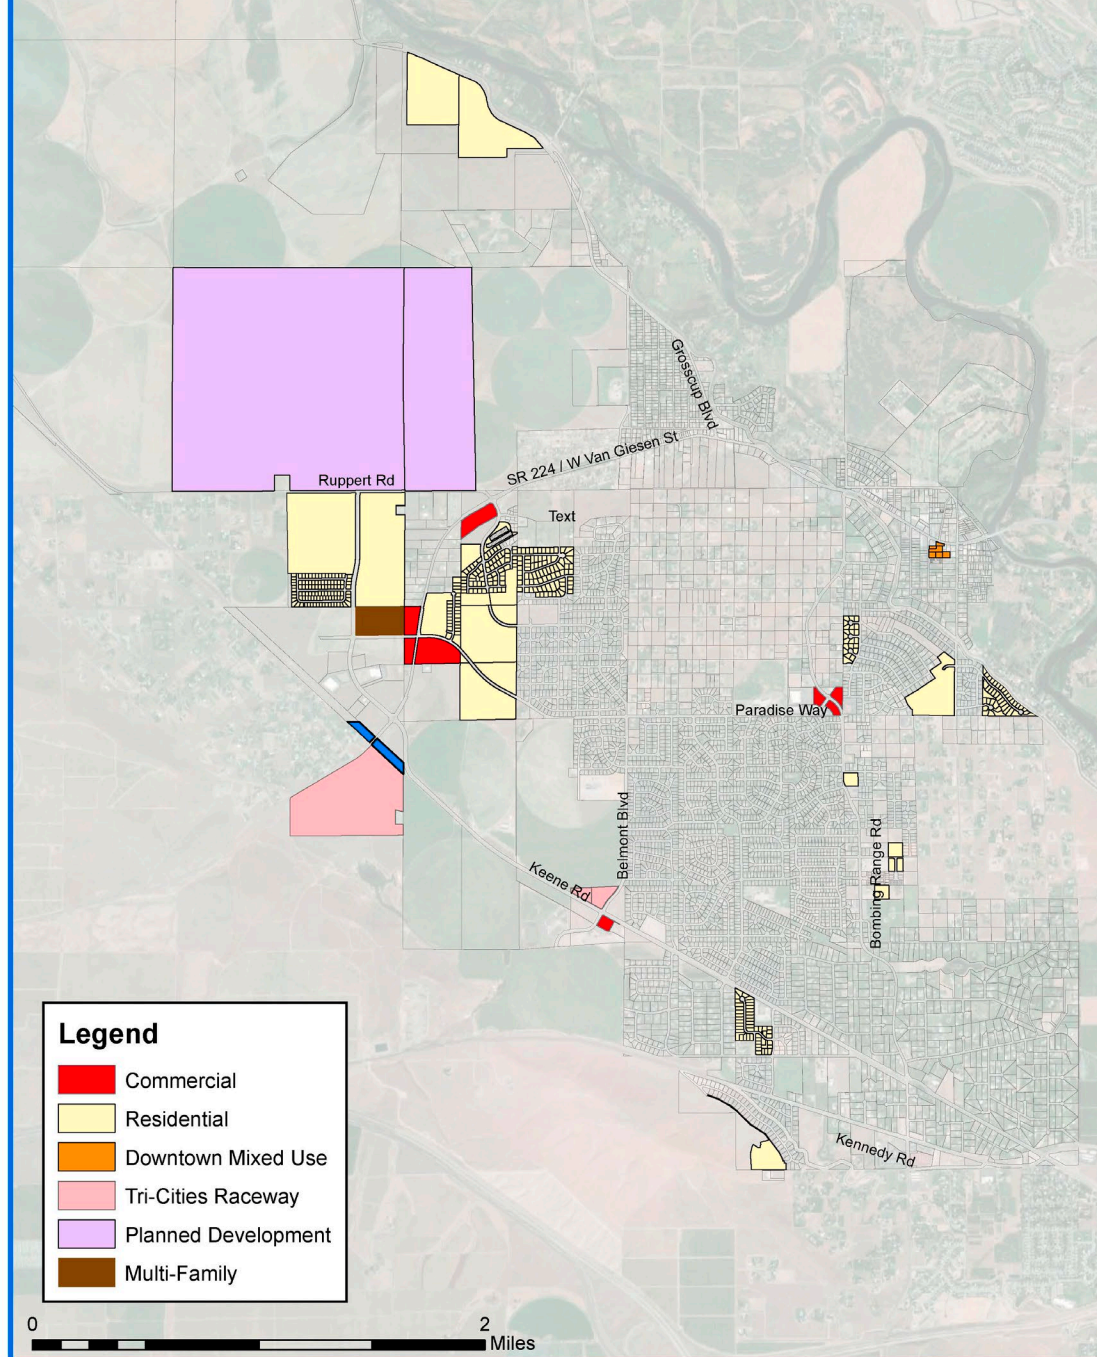 Grosscup Blvd
SR 224 / W Van Giesen St
Ruppert Rd
Text
Paradise Way
Belmont Blvd
Bombing Range Rd
Keene Rd
Kennedy Rd
Legend
Commercial
Residential
Downtown Mixed Use
Tri-Cities Raceway
Planned Development
Multi-Family
0 2
Miles